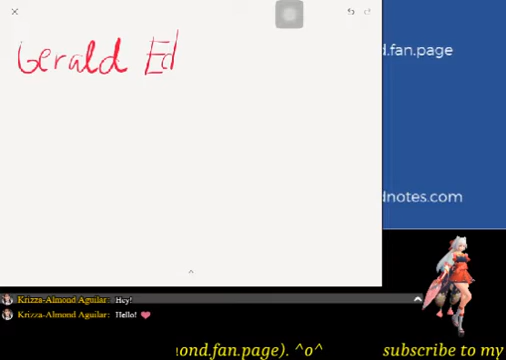 Gerald Ed
d.fan.page
dnotes.com
Krizza-Almond Aguilar: Hey!
Krizza-Almond Aguilar: Hello! ❤
ond.fan.page). ^o^ subscribe to my